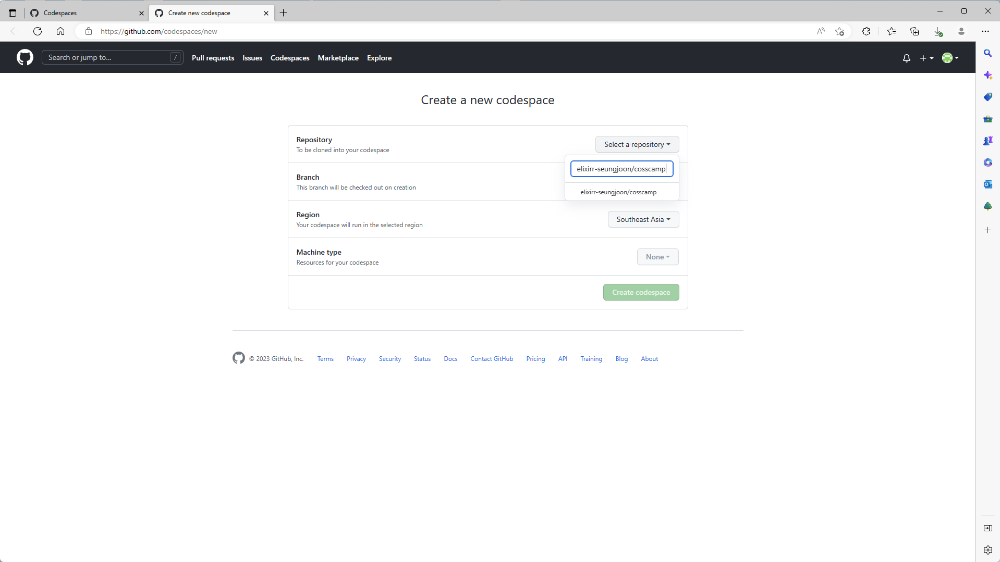 Codespaces
Create new codespace
https://github.com/codespaces/new
Search or jump to...
/
Pull requests
Issues
Codespaces
Marketplace
Explore
Create a new codespace
Repository
To be cloned into your codespace
Select a repository
elixirr-seungjoon/cosscamp
elixirr-seungjoon/cosscamp
Branch
This branch will be checked out on creation
Region
Your codespace will run in the selected region
Southeast Asia
Machine type
Resources for your codespace
None
Create codespace
© 2023 GitHub, Inc.
Terms
Privacy
Security
Status
Docs
Contact GitHub
Pricing
API
Training
Blog
About